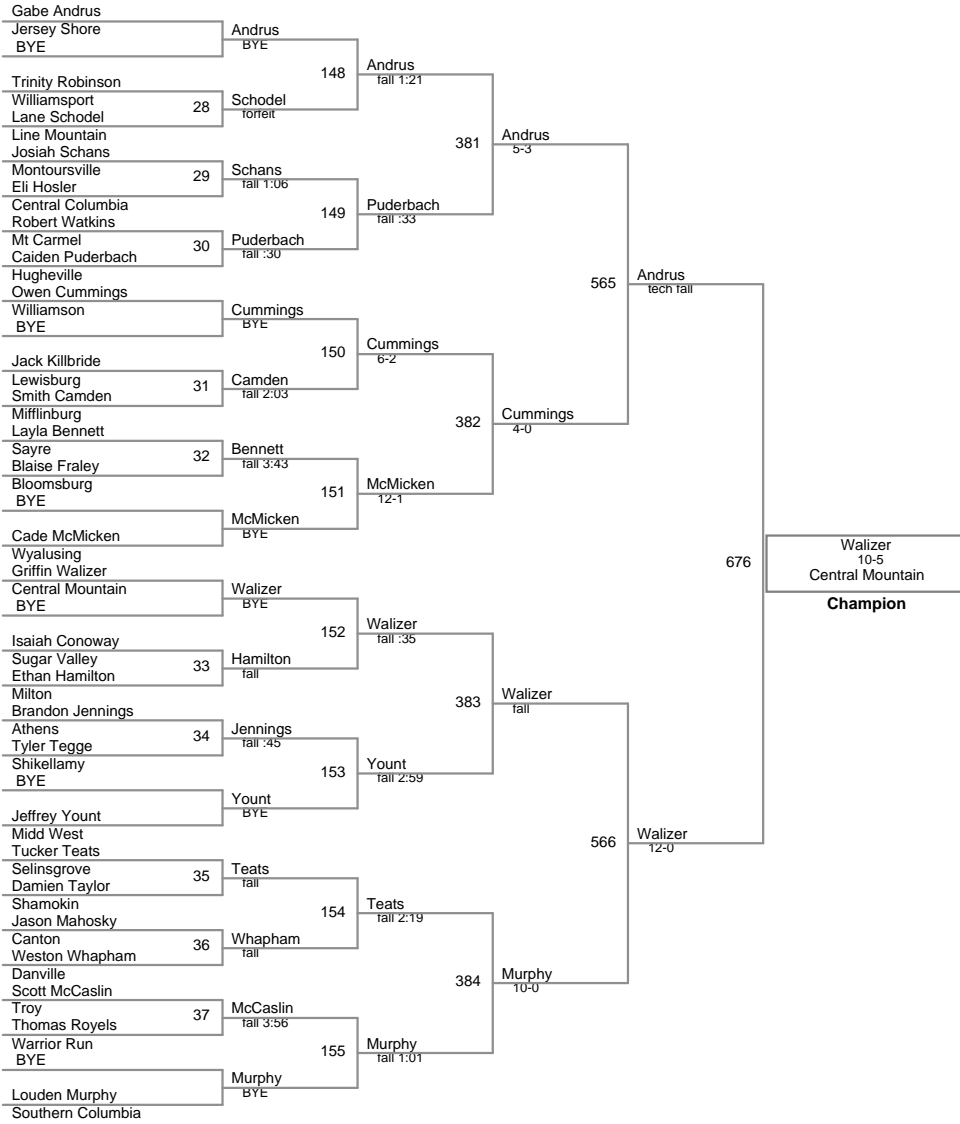 Gabe Andrus
Jersey Shore
BYE
Trinity Robinson
Williamsport
Lane Schodel
Line Mountain
Josiah Schans
Montoursville
Eli Hosler
Central Columbia
Robert Watkins
Mt Carmel
Caiden Puderbach
Hugheville
Owen Cummings
Williamson
BYE
Jack Killbride
Lewisburg
Smith Camden
Mifflinburg
Layla Bennett
Sayre
Blaise Fraley
Bloomsburg
BYE
Cade McMicken
Wyalusing
Griffin Walizer
Central Mountain
BYE
Isaiah Conoway
Sugar Valley
Ethan Hamilton
Milton
Brandon Jennings
Athens
Tyler Tegge
Shikellamy
BYE
Jeffrey Yount
Midd West
Tucker Teats
Selinsgrove
Damien Taylor
Shamokin
Jason Mahosky
Canton
Weston Whapham
Danville
Scott McCaslin
Troy
Thomas Royels
Warrior Run
BYE
Louden Murphy
Southern Columbia
28
29
30
31
32
33
34
35
36
37
Andrus
BYE
Schodel
forfeit
Schans
fall 1:06
Puderbach
fall :30
Cummings
BYE
Camden
fall 2:03
Bennett
fall 3:43
McMicken
BYE
Walizer
BYE
Hamilton
fall
Jennings
fall :45
Yount
BYE
Teats
fall
Whapham
fall
McCaslin
fall 3:56
Murphy
BYE
148
149
150
151
152
153
154
155
Andrus
fall 1:21
Puderbach
fall :33
Cummings
6-2
McMicken
12-1
Walizer
fall :35
Yount
fall 2:59
Teats
fall 2:19
Murphy
fall 1:01
381
382
383
384
Andrus
5-3
Cummings
4-0
Walizer
fall
Murphy
10-0
565
566
Andrus
tech fall
Walizer
12-0
676
Walizer
10-5
Central Mountain
Champion